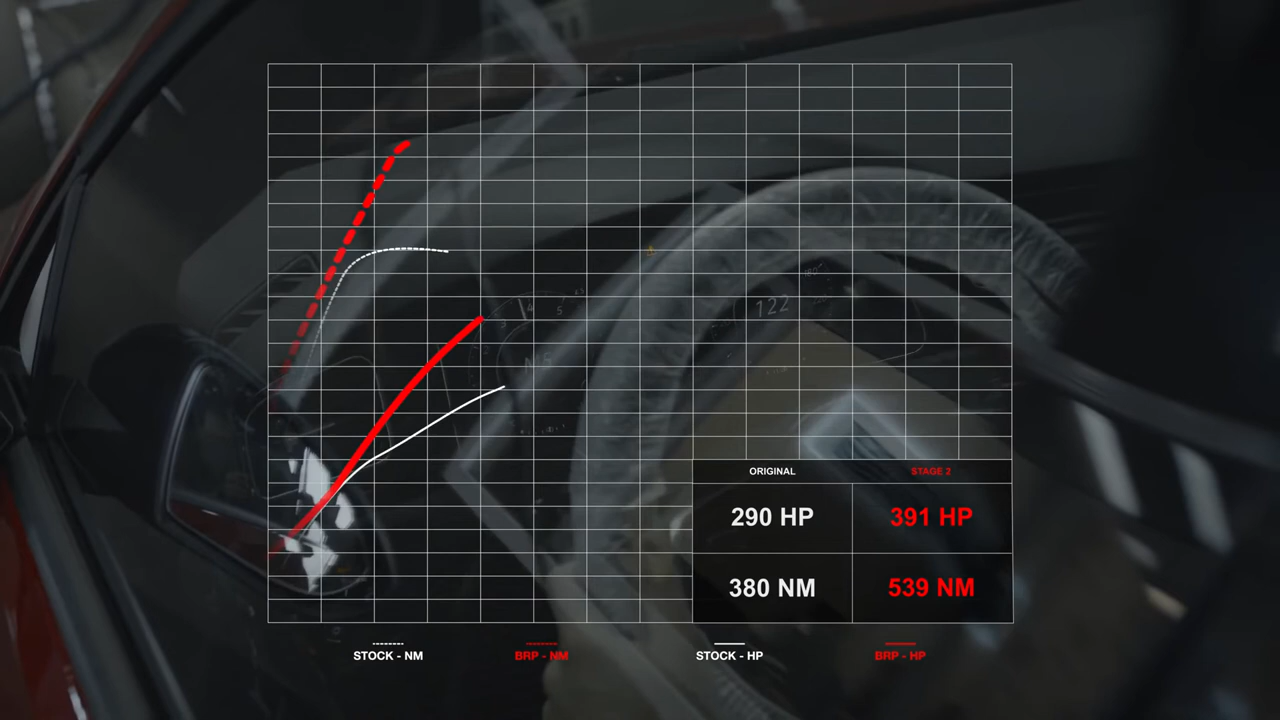 122
ORIGINAL
STAGE 2
290 HP
391 HP
380 NM
539 NM
STOCK - NM
BRP - NM
STOCK - HP
BRP - HP